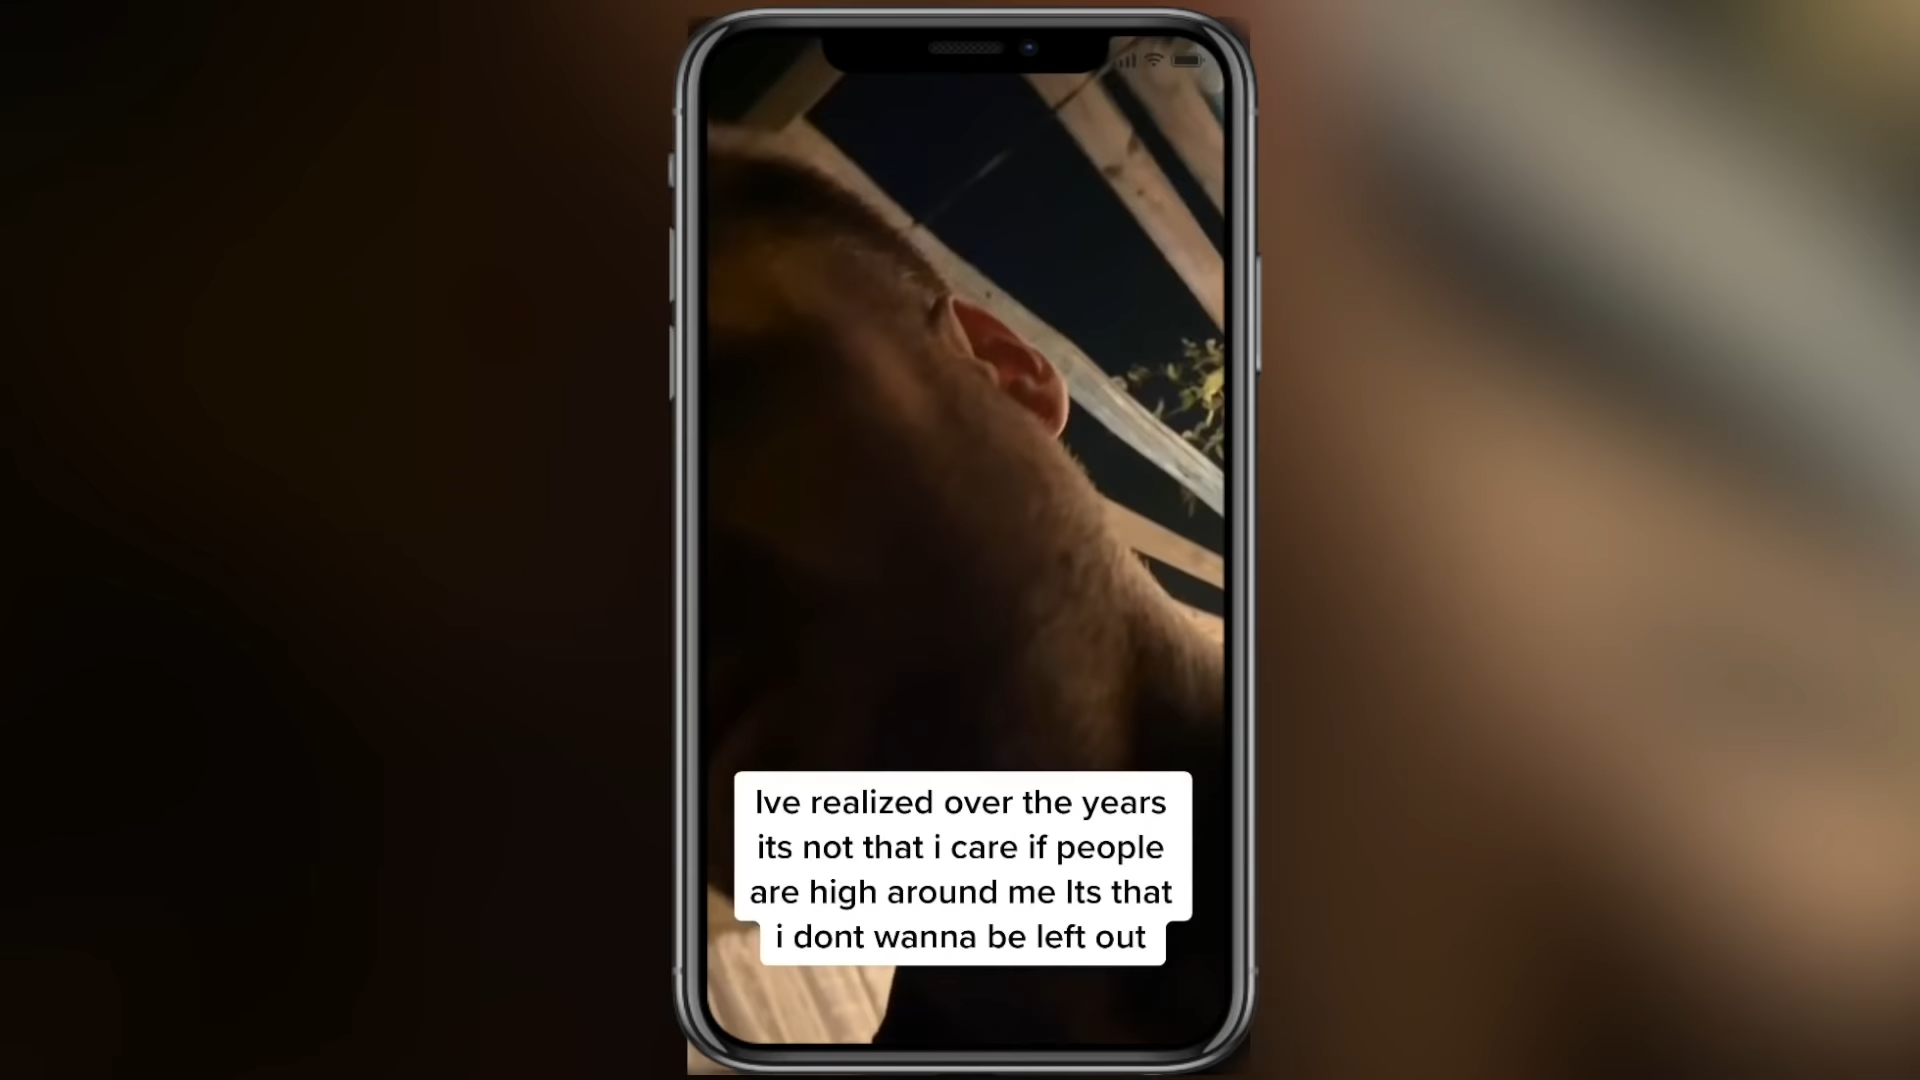 Ive realized over the years
its not that i care if people
are high around me Its that
i dont wanna be left out